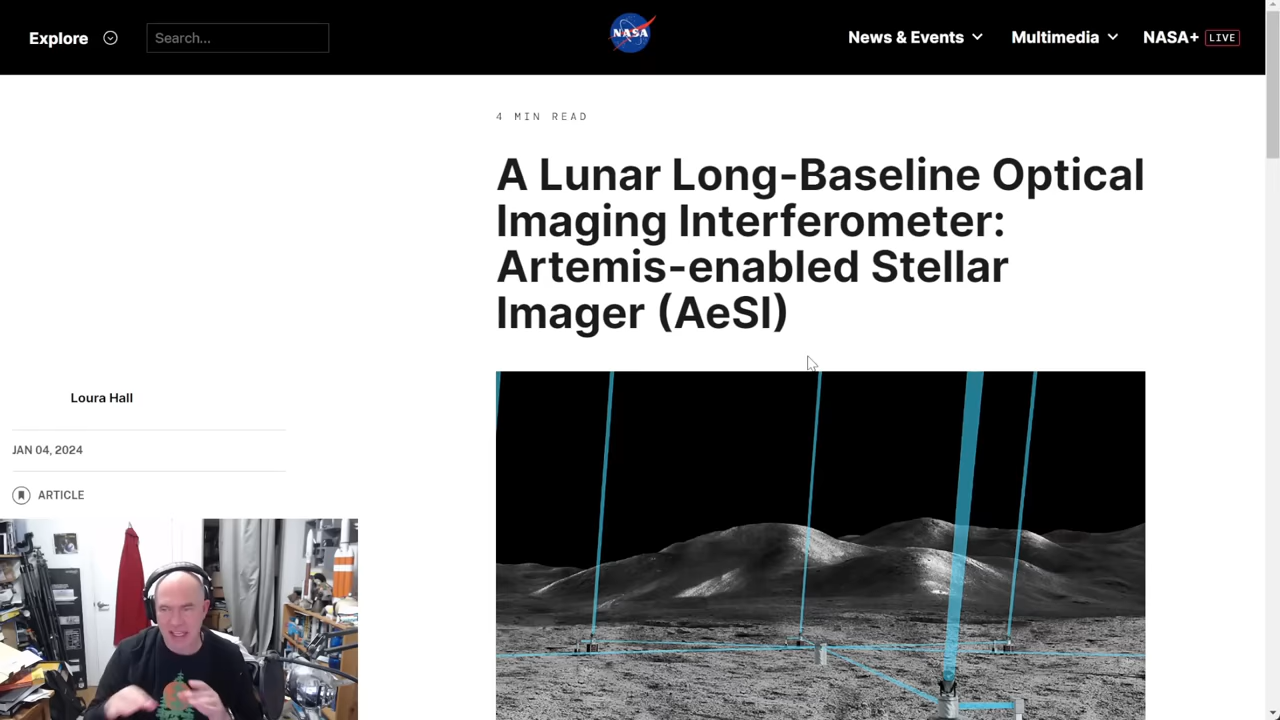 Explore
Search...
NASA
News & Events
Multimedia
NASA+ LIVE
4 MIN READ
A Lunar Long-Baseline Optical
Imaging Interferometer:
Artemis-enabled Stellar
Imager (AeSI)
Loura Hall
JAN 04, 2024
ARTICLE